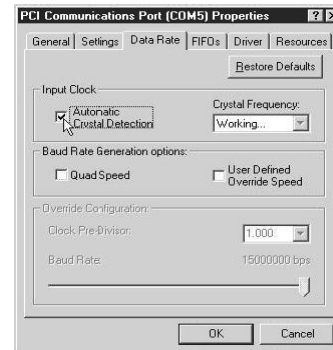 PCI Communications Port (COM5) Properties
General Settings Data Rate FIFOs Driver Resources
Restore Defaults
Input Clock
Automatic Crystal Detection
Crystal Frequency:
Working...
Baud Rate Generation options:
Quad Speed
User Defined Override Speed
Override Configuration:
Clock Pre-Divisor:
1.000
Baud Rate:
15000000 bps
OK
Cancel